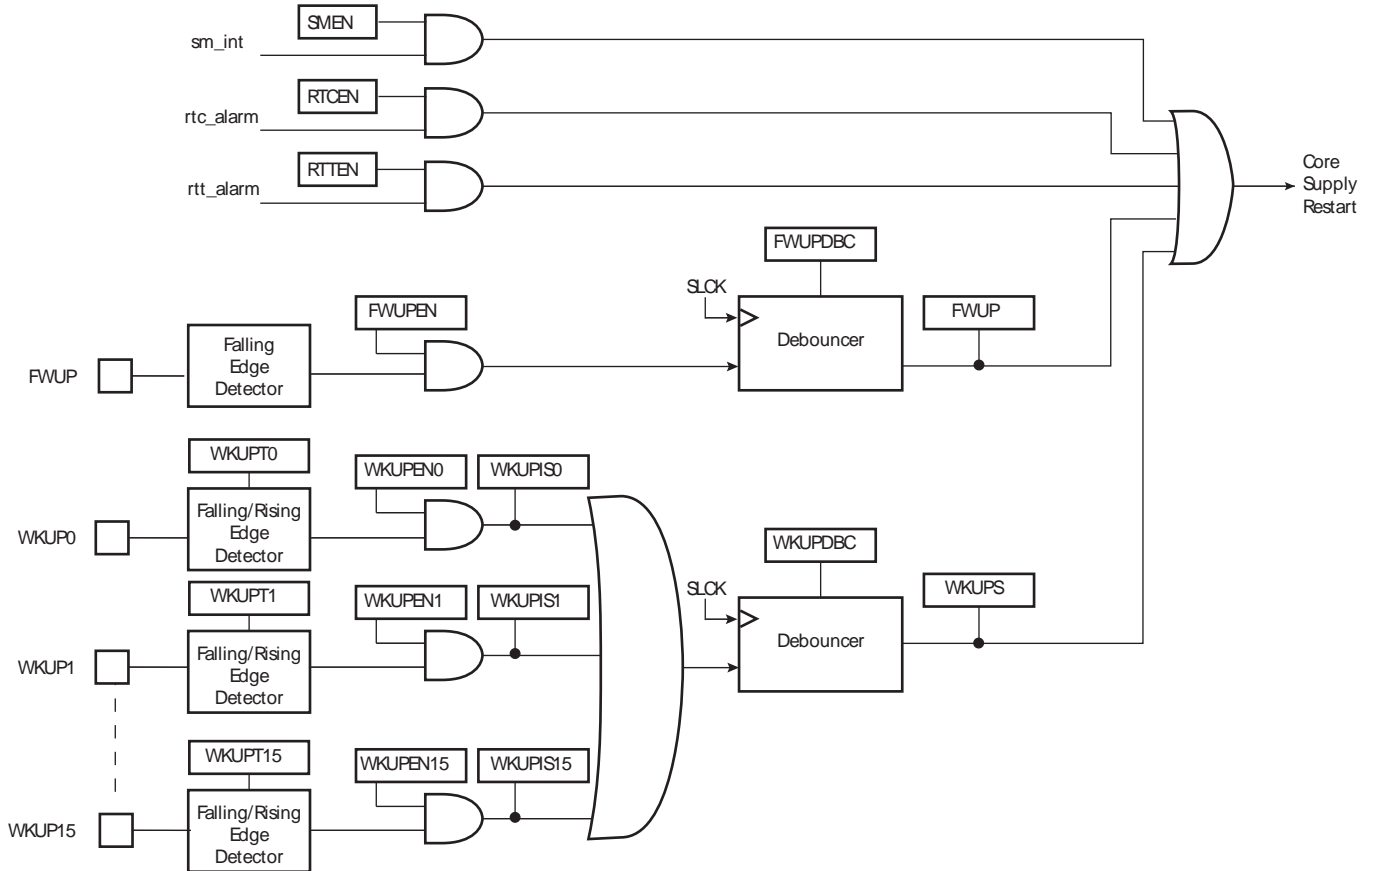 SMEN
sm_int
RTCEN
rtc_alarm
RTTEN
rtt_alarm
Core
Supply
Restart
FWUPDBC
SLCK
FWUPEN
FWUP
Falling
Edge
Detector
Debouncer
FWUP
WKUPT0
WKUPEN0
WKUPIS0
Falling/Rising
Edge
Detector
WKUP0
WKUPDBC
WKUPT1
WKUPEN1
WKUPIS1
SLCK
WKUPS
Falling/Rising
Edge
Detector
Debouncer
WKUP1
WKUPT15
WKUPEN15
WKUPIS15
Falling/Rising
Edge
Detector
WKUP15